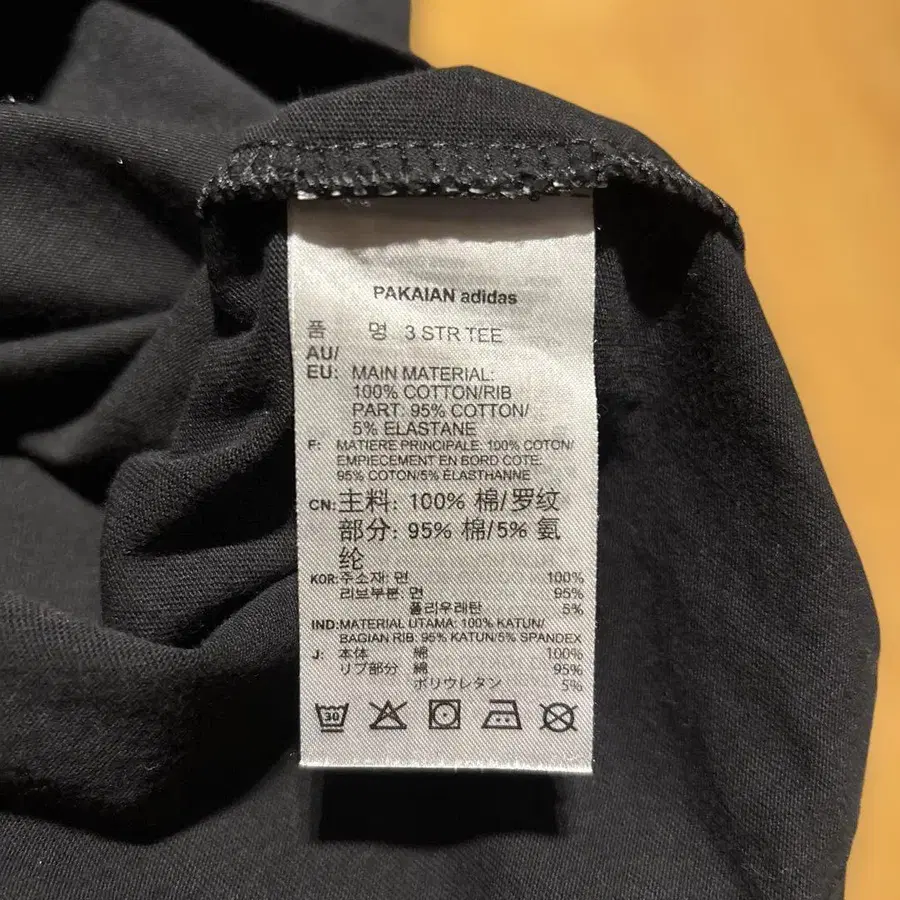 PAKAIAN adidas
품 명 3 STR TEE
AU/
EU: MAIN MATERIAL:
100% COTTON/RIB
PART: 95% COTTON/
5% ELASTANE
F: MATIERE PRINCIPALE: 100% COTON/
EMPIECEMENT EN BORD COTE:
95% COTON/5% ÉLASTHANNE
CN: 主料: 100% 棉/罗纹
部分: 95% 棉/5% 氨
纶
KOR: 주소재: 면 100%
리브부분: 면 95%
폴리우레탄 5%
IND: MATERIAL UTAMA: 100% KATUN/
BAGIAN RIB: 95% KATUN/5% SPANDEX
J: 本体 綿 100%
リブ部分 綿 95%
ポリウレタン 5%
30